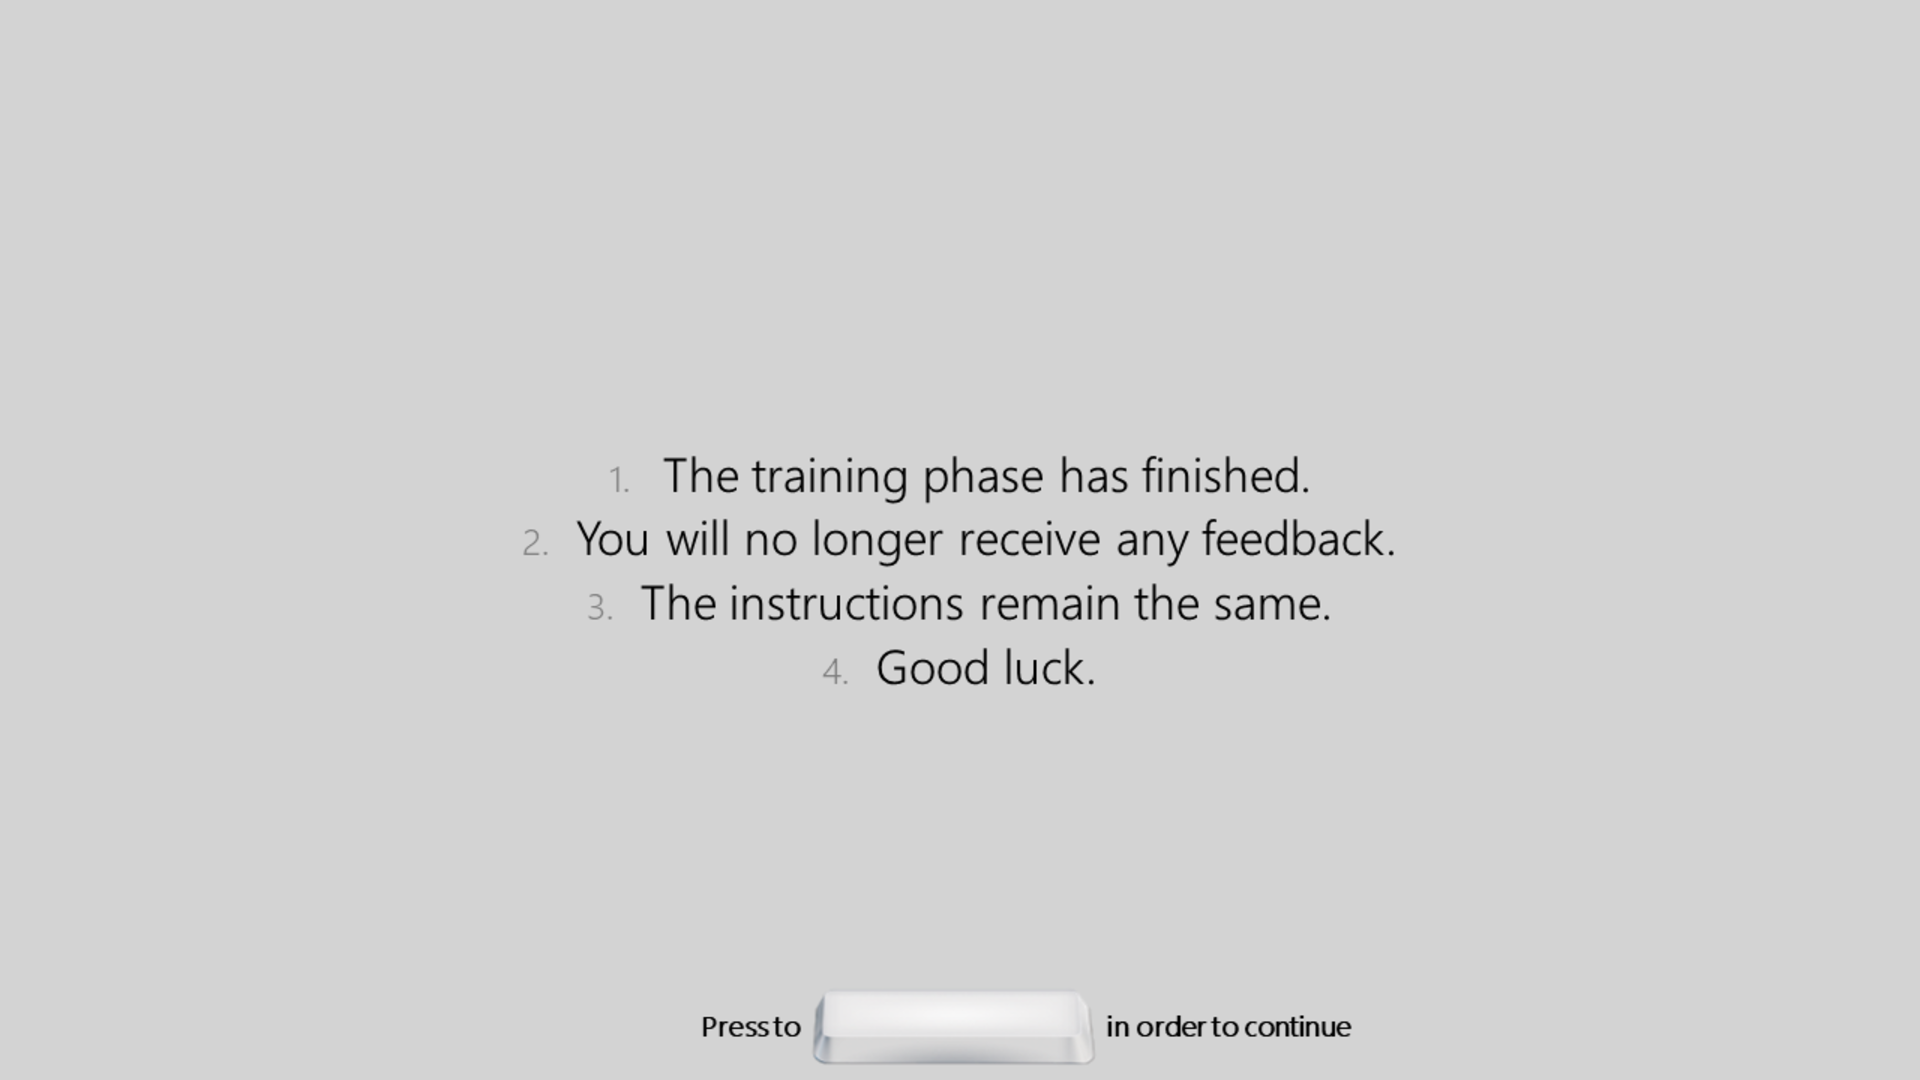 1. The training phase has finished.
2. You will no longer receive any feedback.
3. The instructions remain the same.
4. Good luck.
Press to in order to continue